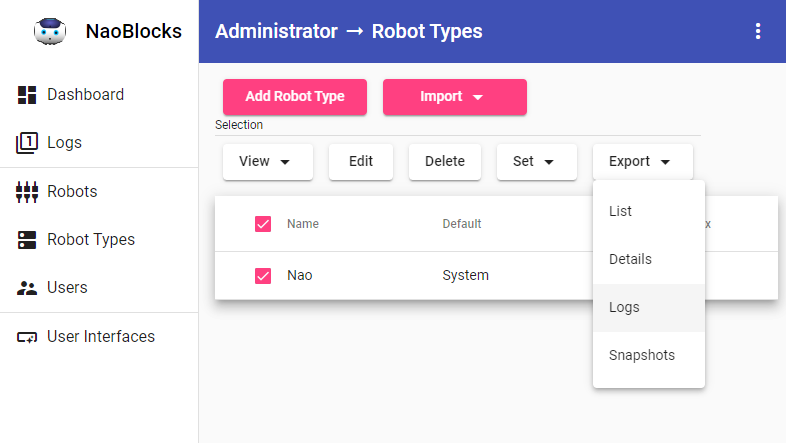 NaoBlocks
Administrator → Robot Types
Dashboard
1 Logs
Robots
Robot Types
Users
User Interfaces
Add Robot Type Import
Selection
View Edit Delete Set Export
List
Details
Logs
Snapshots
Name Default x
Nao System